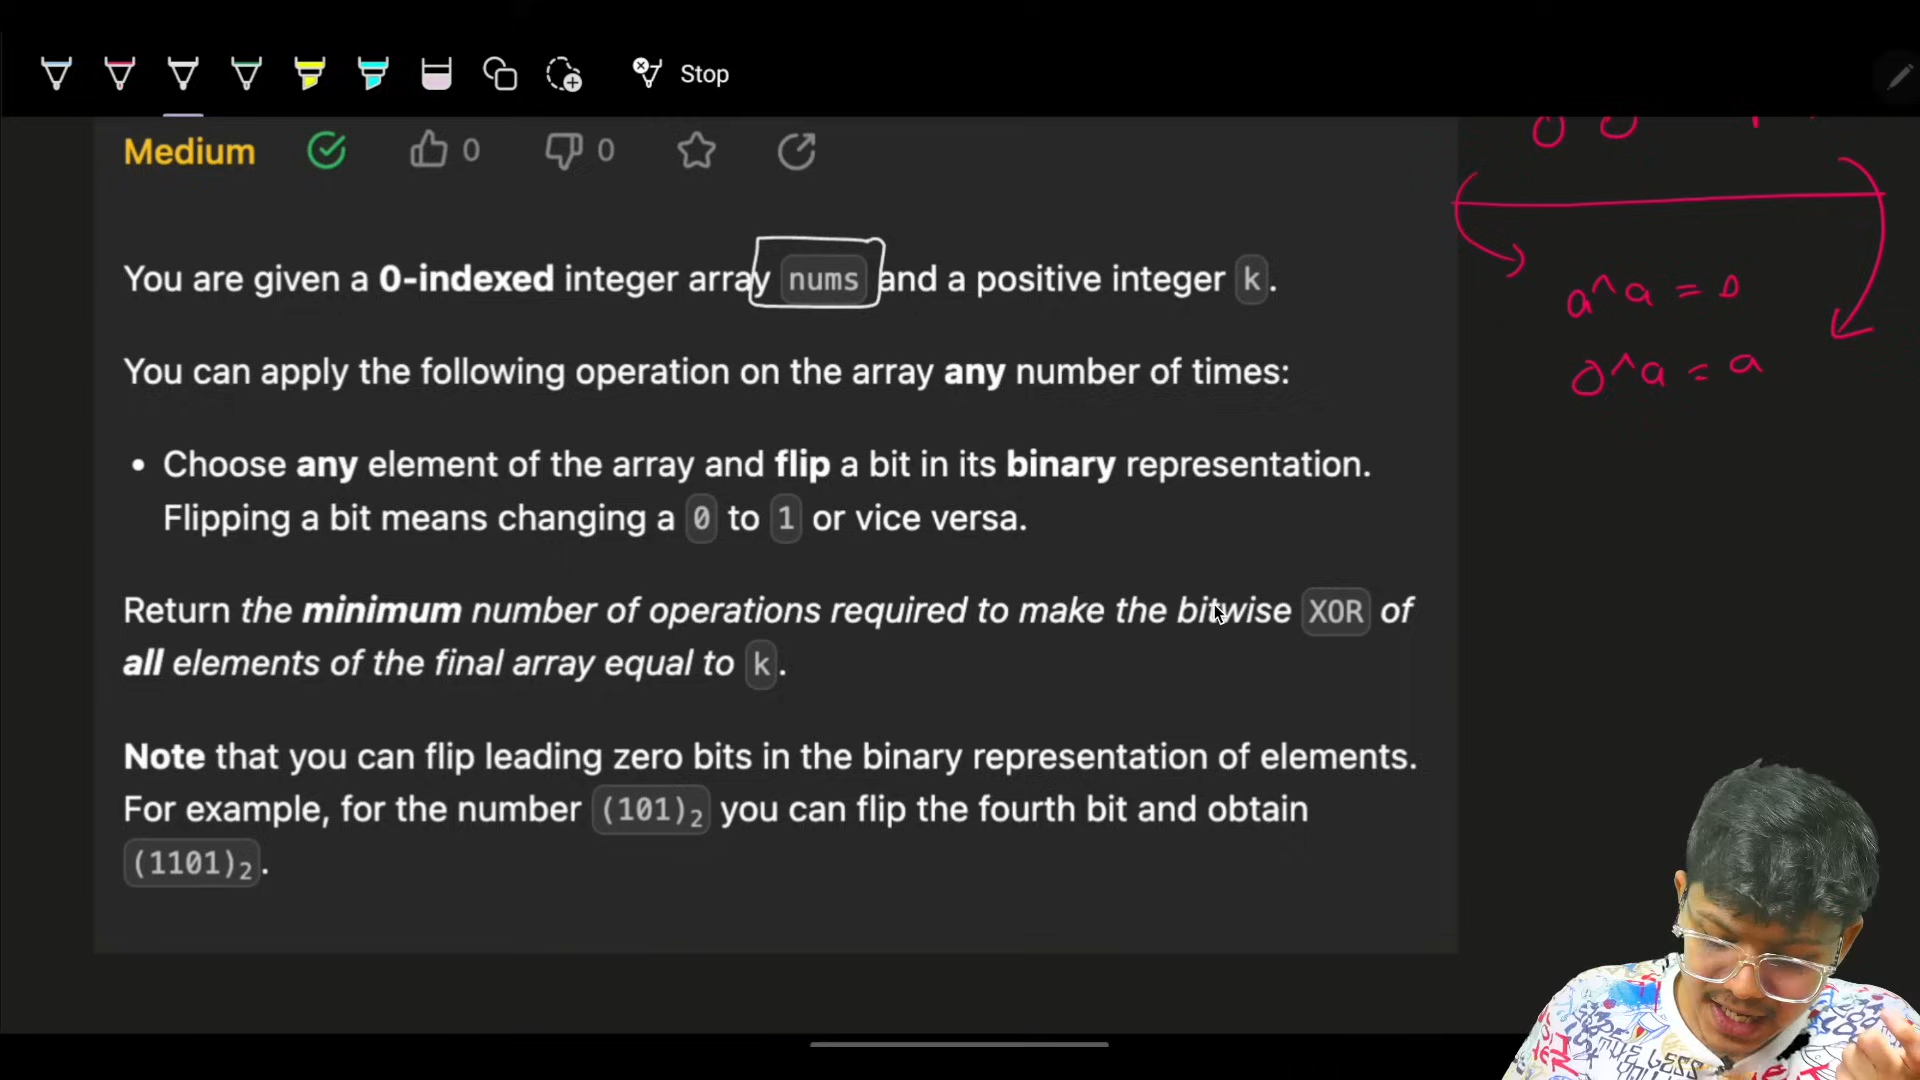 Stop
Medium 0 0
You are given a 0-indexed integer array nums and a positive integer k.
You can apply the following operation on the array any number of times:
• Choose any element of the array and flip a bit in its binary representation.
Flipping a bit means changing a 0 to 1 or vice versa.
Return the minimum number of operations required to make the bitwise XOR of
all elements of the final array equal to k.
Note that you can flip leading zero bits in the binary representation of elements.
For example, for the number (101)₂ you can flip the fourth bit and obtain
(1101)₂.
a^a = 0
0^a = a
THE LESS
YOU